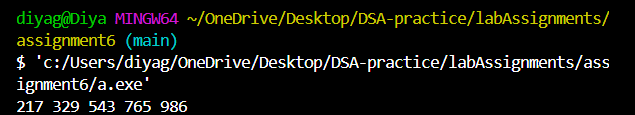 diyag@Diya MINGW64 ~/OneDrive/Desktop/DSA-practice/labAssignments/
assignment6 (main)
$ 'c:/Users/diyag/OneDrive/Desktop/DSA-practice/labAssignments/ass
ignment6/a.exe'
217 329 543 765 986